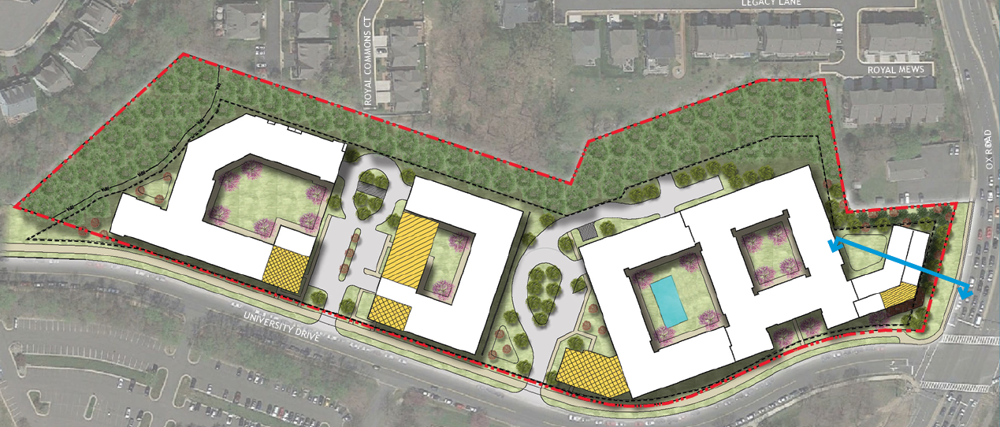 LEGACY LANE
ROYAL COMMONS CT
ROYAL MEWS
OX ROAD
UNIVERSITY DRIVE